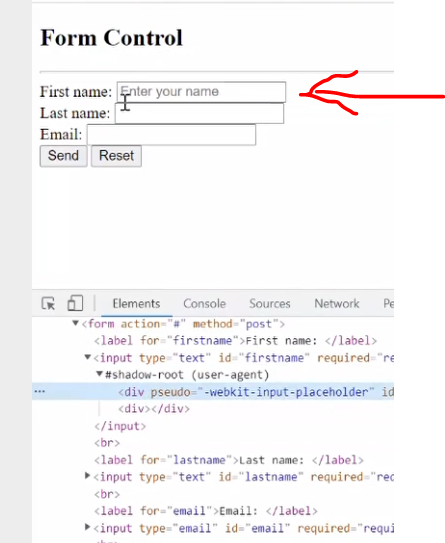 Form Control
First name: Enter your name
Last name:
Email:
Send Reset
Elements Console Sources Network Pe
▼<form action="#" method="post">
<label for="firstname">First name: </label>
▼<input type="text" id="firstname" required="re
▼#shadow-root (user-agent)
... <div pseudo="-webkit-input-placeholder" id
<div></div>
</input>
<br>
<label for="lastname">Last name: </label>
▶<input type="text" id="lastname" required="req
<br>
<label for="email">Email: </label>
▶<input type="email" id="email" required="requi